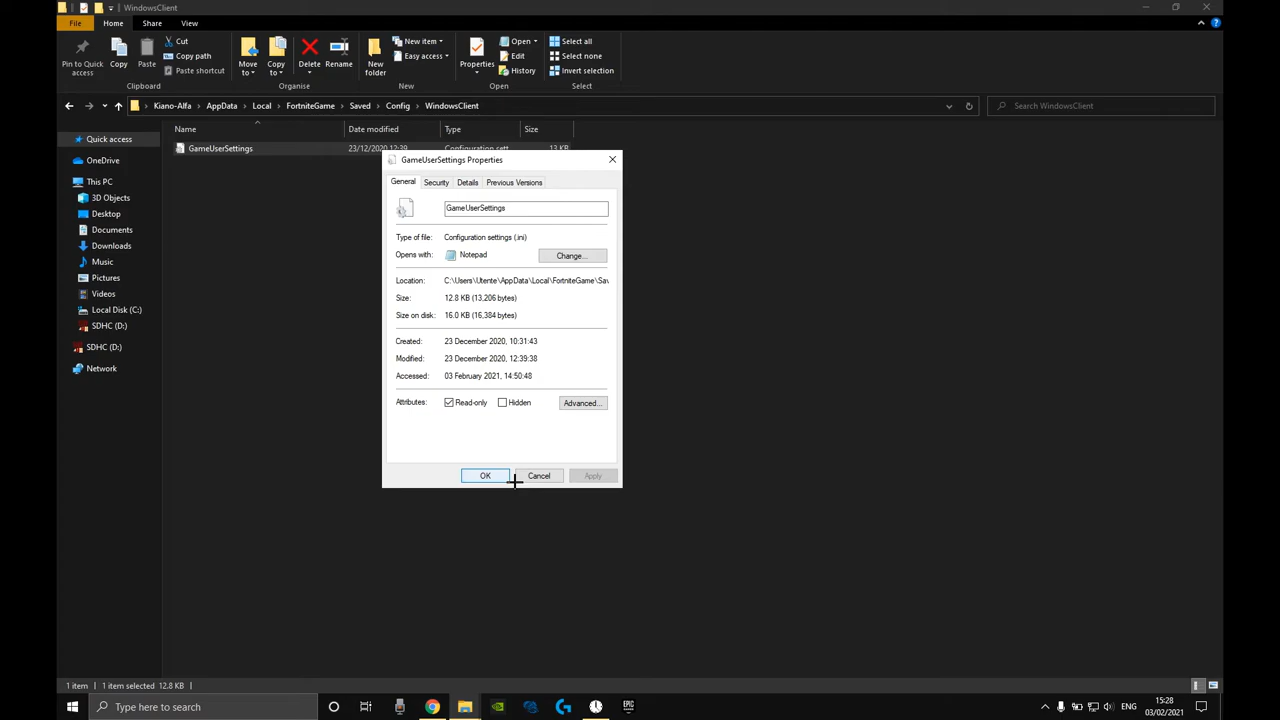 WindowsClient
File
Home
Share
View
Pin to Quick access
Copy
Paste
Cut
Copy path
Paste shortcut
Clipboard
Move to
Copy to
Delete
Rename
Organise
New folder
New item
Easy access
New
Properties
Open
Edit
History
Open
Select all
Select none
Invert selection
Select
Kiano-Alfa
AppData
Local
FortniteGame
Saved
Config
WindowsClient
Search WindowsClient
Name
Date modified
Type
Size
GameUserSettings
23/12/2020 12:39
Configuration sett...
13 KB
Quick access
OneDrive
This PC
3D Objects
Desktop
Documents
Downloads
Music
Pictures
Videos
Local Disk (C:)
SDHC (D:)
SDHC (D:)
Network
GameUserSettings Properties
General
Security
Details
Previous Versions
GameUserSettings
Type of file: Configuration settings (.ini)
Opens with: Notepad
Change...
Location: C:\Users\Utente\AppData\Local\FortniteGame\Sav
Size: 12.8 KB (13,206 bytes)
Size on disk: 16.0 KB (16,384 bytes)
Created: 23 December 2020, 10:31:43
Modified: 23 December 2020, 12:39:38
Accessed: 03 February 2021, 14:50:48
Attributes: Read-only Hidden
Advanced...
OK
Cancel
Apply
1 item
1 item selected 12.8 KB
Type here to search
EPIC
ENG
15:28
03/02/2021